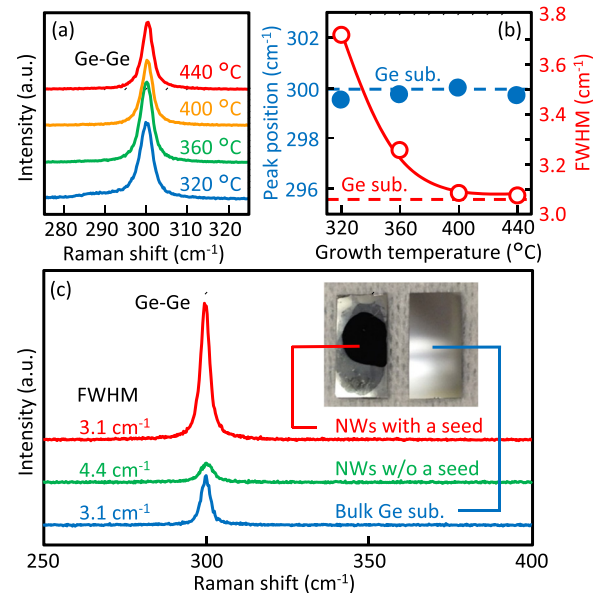 (a)
Ge-Ge
440 °C
400 °C
360 °C
320 °C
Intensity (a.u.)
280 290 300 310 320
Raman shift (cm-1)
(b)
302
300
298
296
Peak position (cm-1)
Ge sub.
Ge sub.
3.8
3.6
3.4
3.2
3.0
FWHM (cm-1)
320 360 400 440
Growth temperature (°C)
(c)
Ge-Ge
FWHM
3.1 cm-1
NWs with a seed
4.4 cm-1
NWs w/o a seed
3.1 cm-1
Bulk Ge sub.
Intensity (a.u.)
250 300 350 400
Raman shift (cm-1)